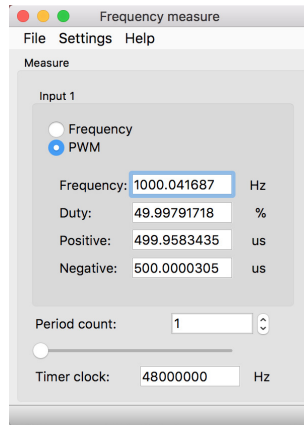 Frequency measure
File Settings Help
Measure
Input 1
Frequency
PWM
Frequency: 1000.041687 Hz
Duty: 49.99791718 %
Positive: 499.9583435 us
Negative: 500.0000305 us
Period count: 1
Timer clock: 48000000 Hz